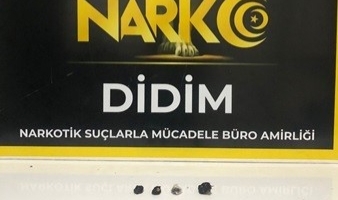 NARKO
DİDİM
NARKOTİK SUÇLARLA MÜCADELE BÜRO AMİRLİĞİ